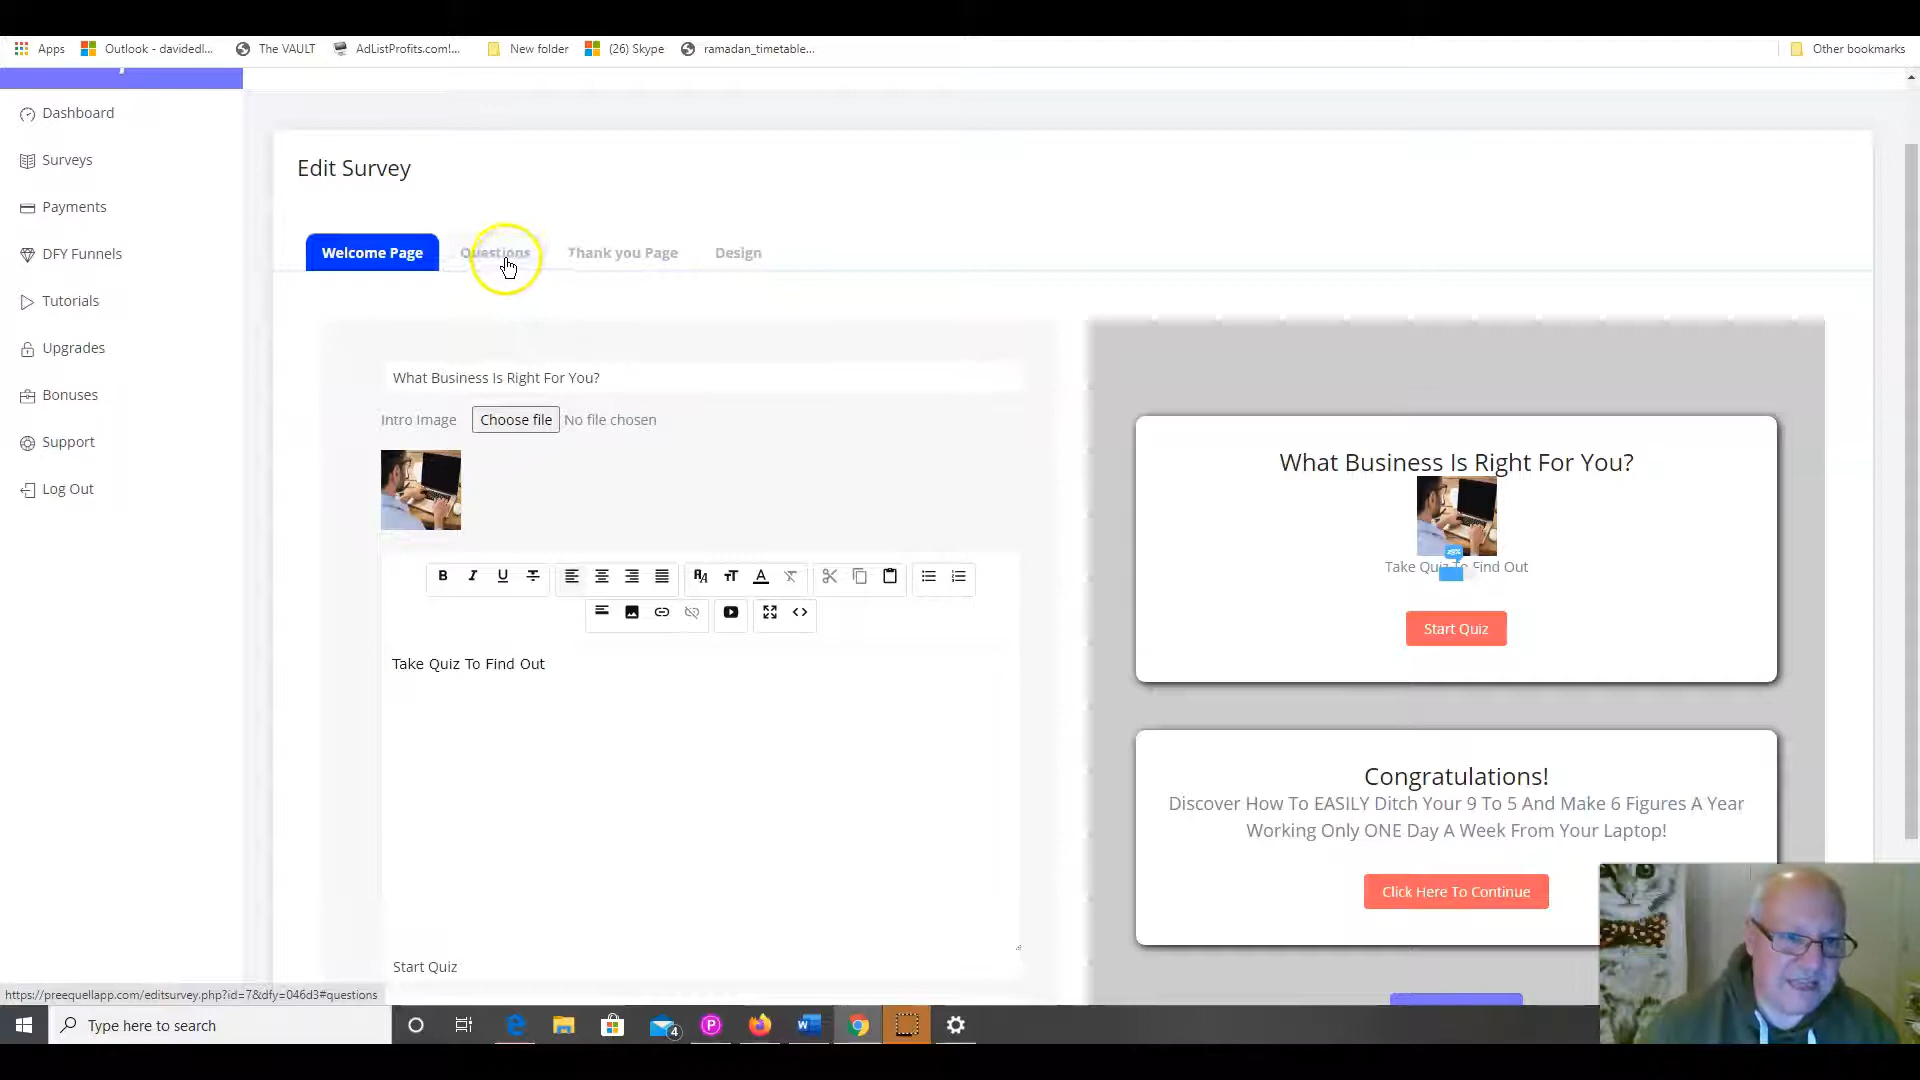 Apps
Outlook - davidedl...
The VAULT
AdListProfits.com!...
New folder
(26) Skype
ramadan_timetable...
Other bookmarks
Dashboard
Surveys
Payments
DFY Funnels
Tutorials
Upgrades
Bonuses
Support
Log Out
Edit Survey
Welcome Page
Questions
Thank you Page
Design
What Business Is Right For You?
Intro Image
Choose file
No file chosen
Take Quiz To Find Out
Start Quiz
What Business Is Right For You?
Take Quiz To Find Out
Start Quiz
Congratulations!
Discover How To EASILY Ditch Your 9 To 5 And Make 6 Figures A Year
Working Only ONE Day A Week From Your Laptop!
Click Here To Continue
https://preequellapp.com/editsurvey.php?id=7&dfy=046d3#questions
Type here to search
4